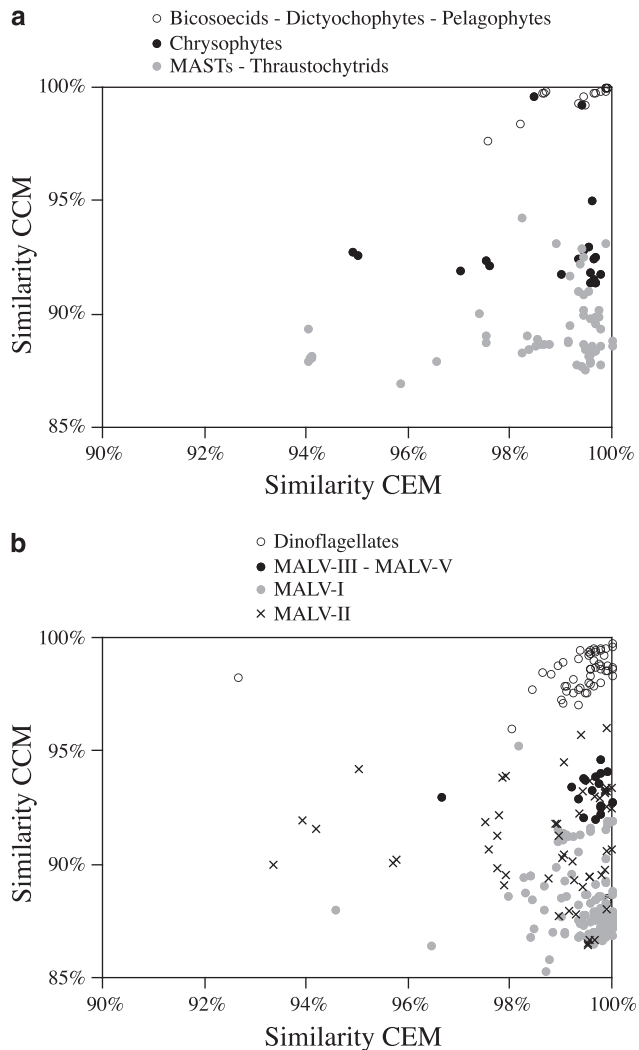 a
Bicosoecids - Dictyochophytes - Pelagophytes
Chrysophytes
MASTs - Thraustochytrids
100%
95%
90%
85%
Similarity CCM
90% 92% 94% 96% 98% 100%
Similarity CEM
b
Dinoflagellates
MALV-III - MALV-V
MALV-I
MALV-II
100%
95%
90%
85%
Similarity CCM
90% 92% 94% 96% 98% 100%
Similarity CEM